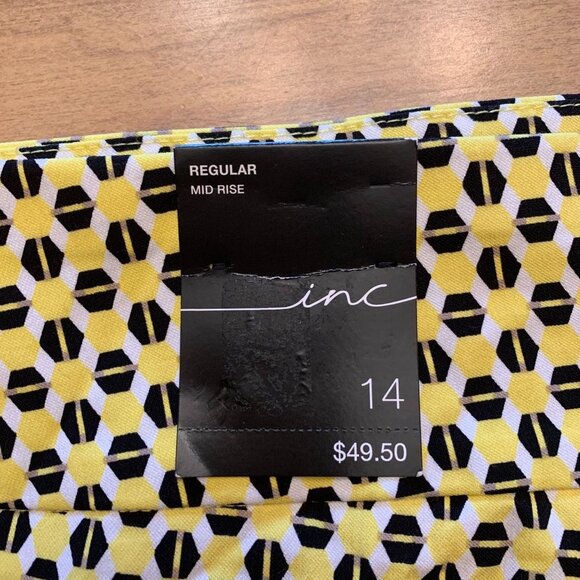 REGULAR
MID RISE
inc
14
$49.50